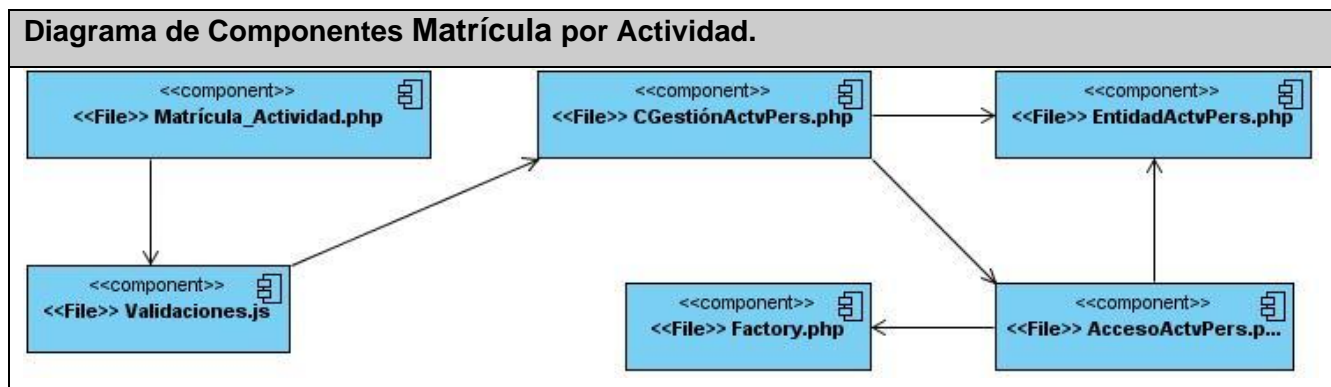 Diagrama de Componentes Matrícula por Actividad.
<<component>>
<<File>> Matrícula_Actividad.php
<<component>>
<<File>> CGestiónActvPers.php
<<component>>
<<File>> EntidadActvPers.php
<<component>>
<<File>> Validaciones.js
<<component>>
<<File>> Factory.php
<<component>>
<<File>> AccesoActvPers.p...